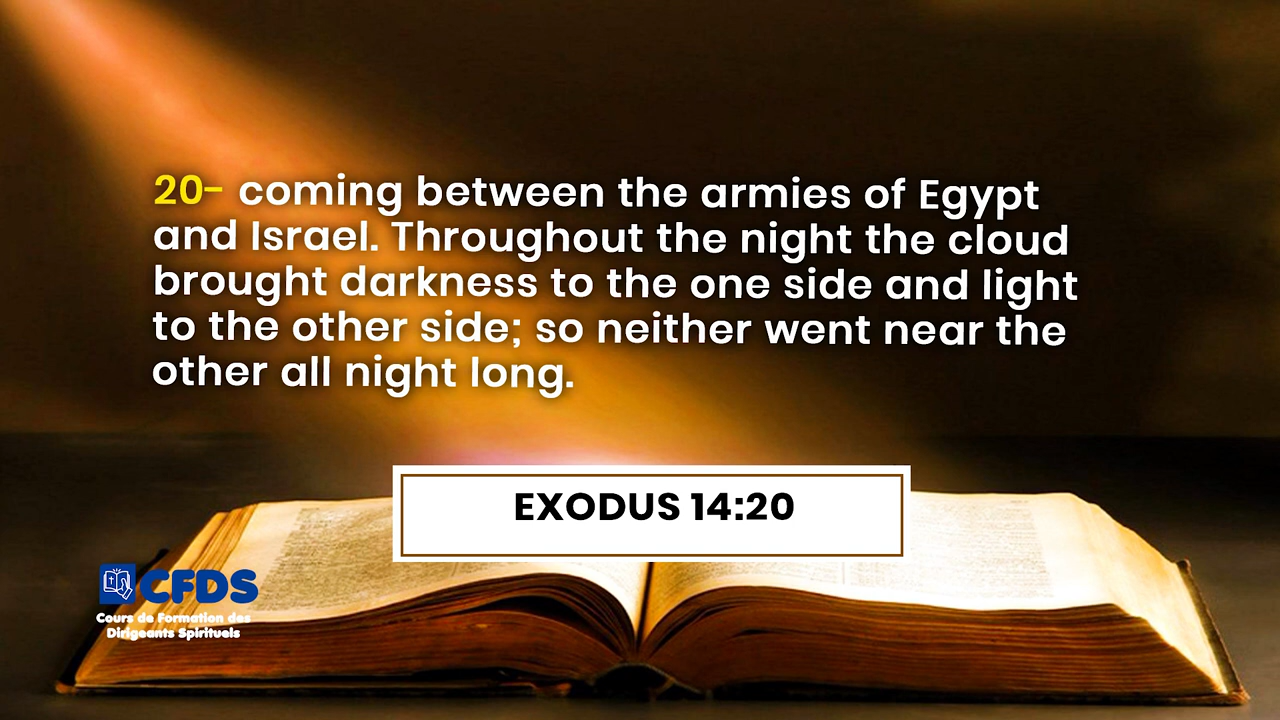 20- coming between the armies of Egypt
and Israel. Throughout the night the cloud
brought darkness to the one side and light
to the other side; so neither went near the
other all night long.
EXODUS 14:20
CFDS
Cours de Formation des
Dirigeants Spirituels